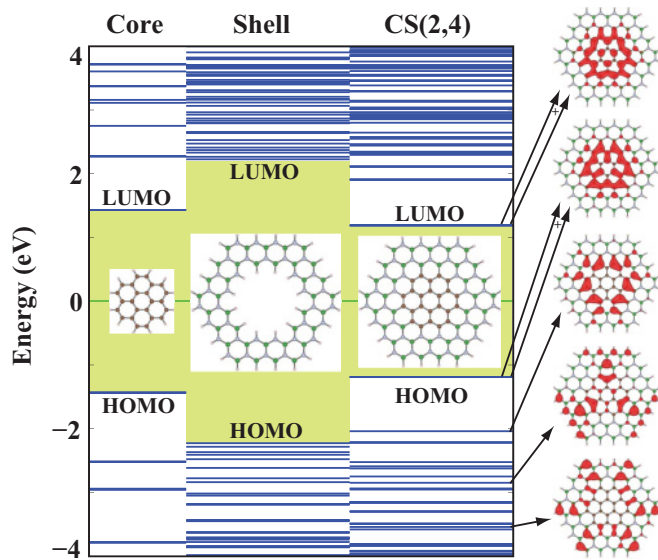 Core Shell CS(2,4)
Energy (eV)
4
2
0
−2
−4
LUMO
HOMO
LUMO
HOMO
LUMO
HOMO
+
+